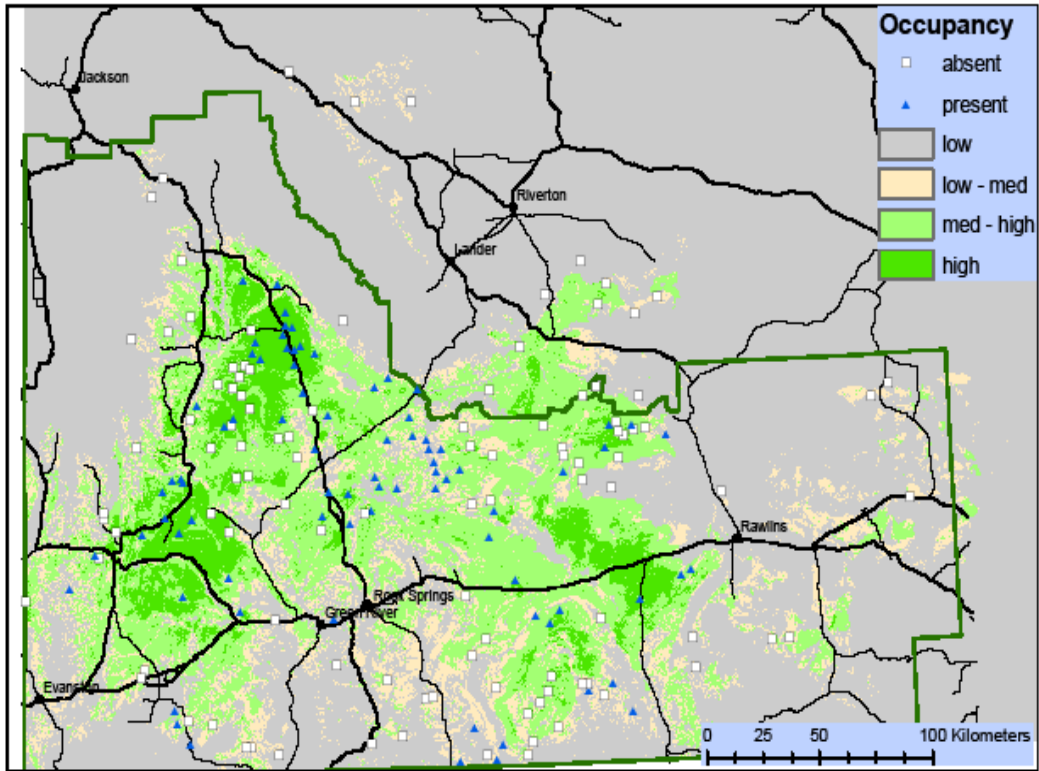 Occupancy
absent
present
low
low - med
med - high
high
Jackson
Riverton
Lander
Rawlins
Rock Springs
Green River
Evanston
0 25 50 100 Kilometers